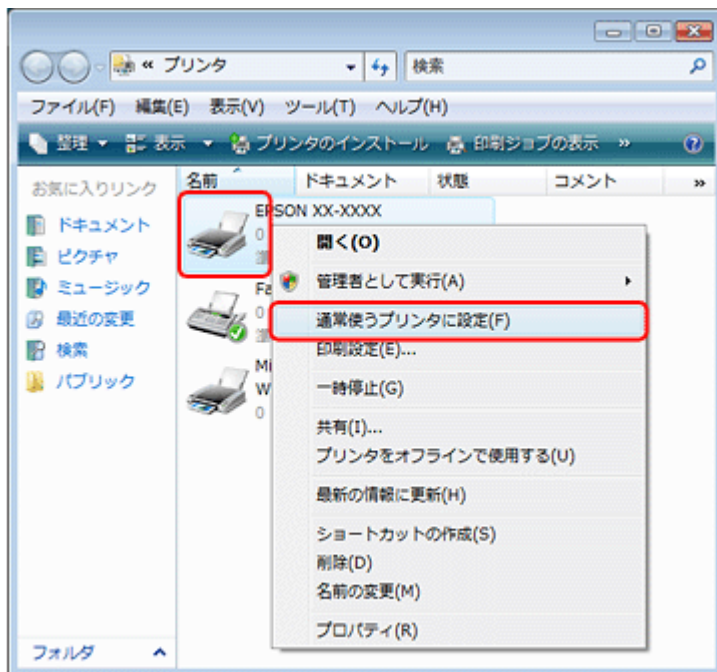 « プリンタ
検索
ファイル(F) 編集(E) 表示(V) ツール(T) ヘルプ(H)
整理 表示 プリンタのインストール 印刷ジョブの表示 »
お気に入りリンク
ドキュメント
ピクチャ
ミュージック
最近の変更
検索
パブリック
フォルダ
名前 ドキュメント 状態 コメント »
EPSON XX-XXXX
0
Fa
0
Mi
W
0
開く(O)
管理者として実行(A)
通常使うプリンタに設定(F)
印刷設定(E)...
一時停止(G)
共有(I)...
プリンタをオフラインで使用する(U)
最新の情報に更新(H)
ショートカットの作成(S)
削除(D)
名前の変更(M)
プロパティ(R)